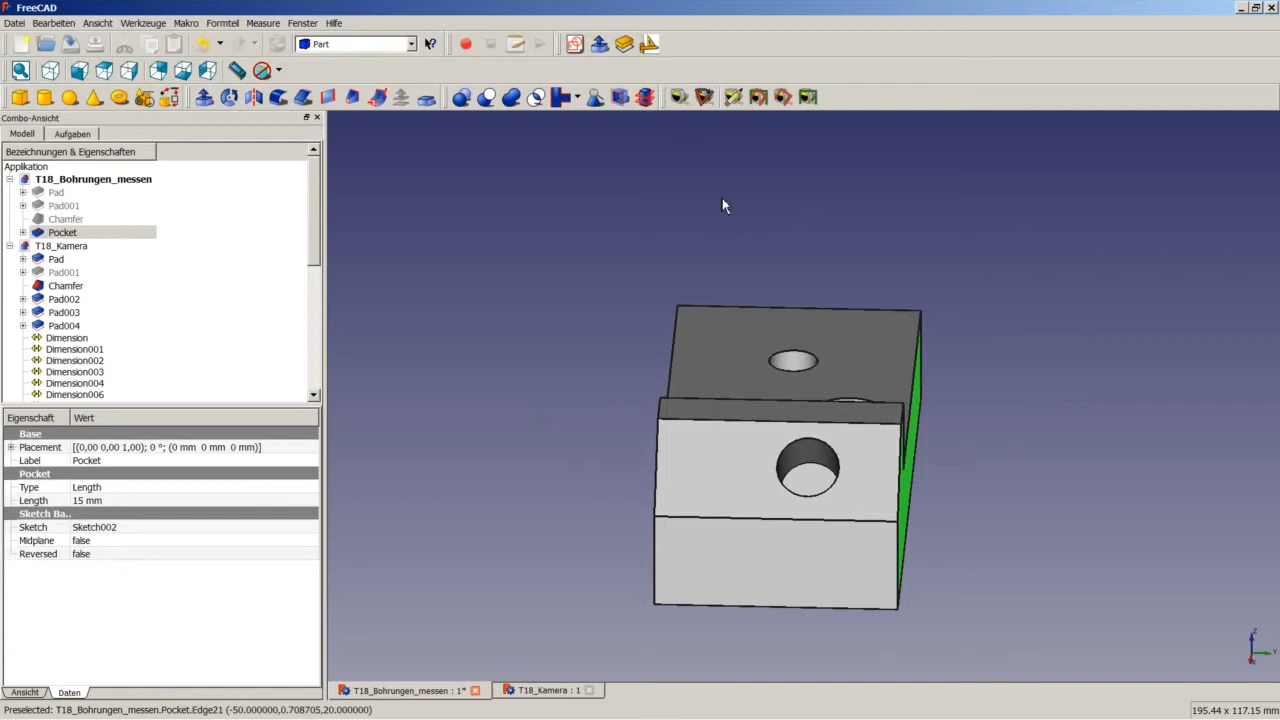 FreeCAD
Datei Bearbeiten Ansicht Werkzeuge Makro Formteil Measure Fenster Hilfe
Part
Combo-Ansicht
Modell Aufgaben
Bezeichnungen & Eigenschaften
Applikation
T18_Bohrungen_messen
Pad
Pad001
Chamfer
Pocket
T18_Kamera
Pad
Pad001
Chamfer
Pad002
Pad003
Pad004
Dimension
Dimension001
Dimension002
Dimension003
Dimension004
Dimension006
Eigenschaft Wert
Base
Placement [(0,00 0,00 1,00); 0 °; (0 mm 0 mm 0 mm)]
Label Pocket
Pocket
Type Length
Length 15 mm
Sketch Ba..
Sketch Sketch002
Midplane false
Reversed false
Ansicht Daten
T18_Bohrungen_messen : 1* T18_Kamera : 1
Preselected: T18_Bohrungen_messen.Pocket.Edge21 (-50.000000,0.708705,20.000000)
195.44 x 117.15 mm
Z
Y
X